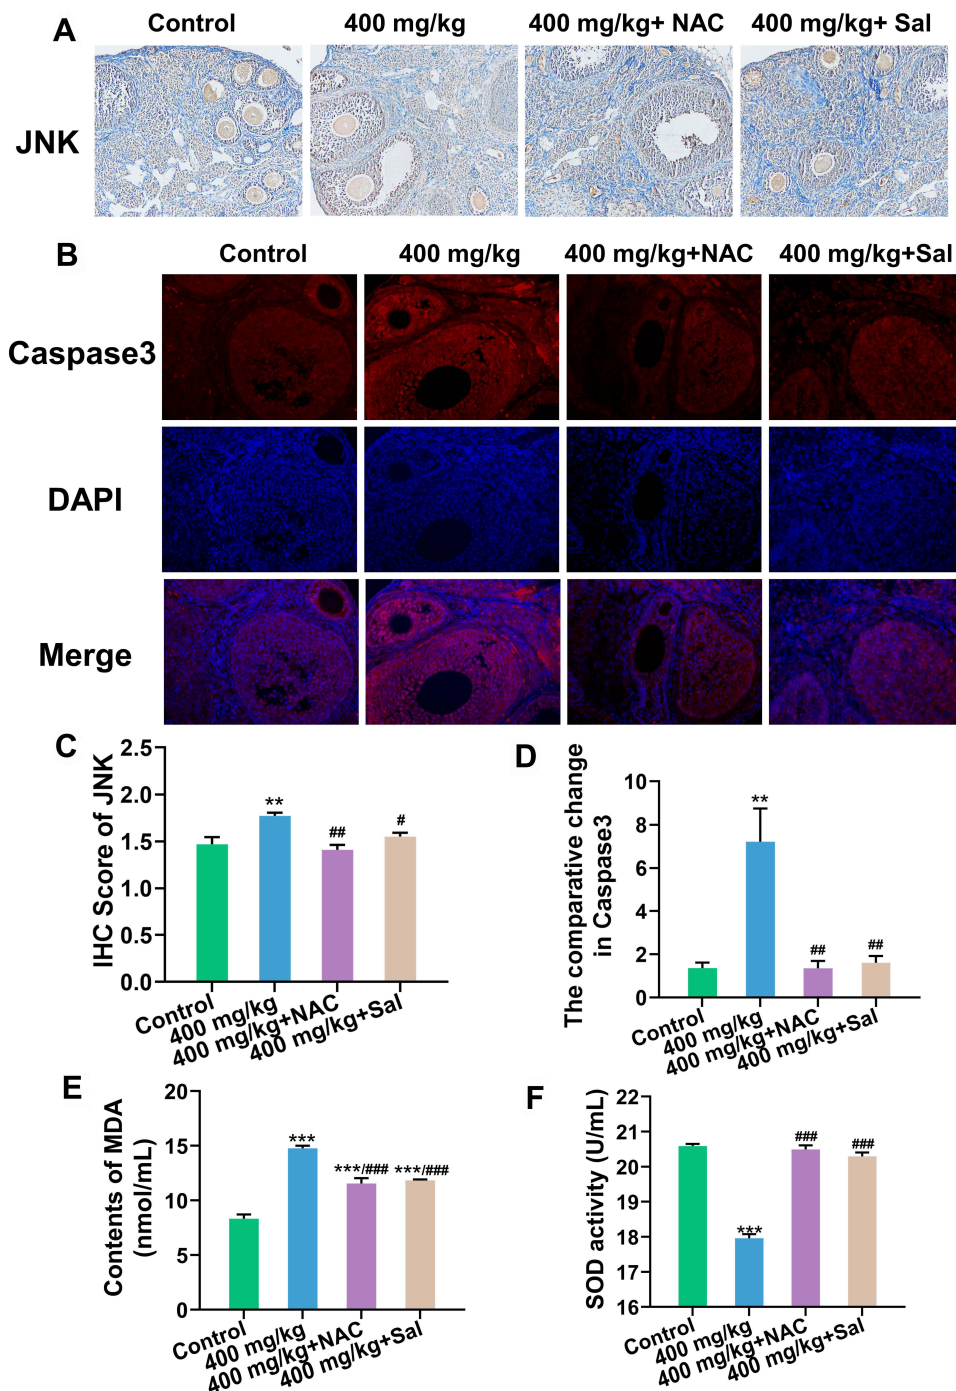 A
Control
400 mg/kg
400 mg/kg+ NAC
400 mg/kg+ Sal
JNK
B
Control
400 mg/kg
400 mg/kg+NAC
400 mg/kg+Sal
Caspase3
DAPI
Merge
C
IHC Score of JNK
2.5
2.0
1.5
1.0
0.5
0.0
**
##
#
Control
400 mg/kg
400 mg/kg+NAC
400 mg/kg+Sal
D
The comparative change
in Caspase3
10
8
6
4
2
0
**
##
##
Control
400 mg/kg
400 mg/kg+NAC
400 mg/kg+Sal
E
Contents of MDA
(nmol/mL)
20
15
10
5
0
***
***/###
***/###
Control
400 mg/kg
400 mg/kg+NAC
400 mg/kg+Sal
F
SOD activity (U/mL)
22
21
20
19
18
17
16
***
###
###
Control
400 mg/kg
400 mg/kg+NAC
400 mg/kg+Sal